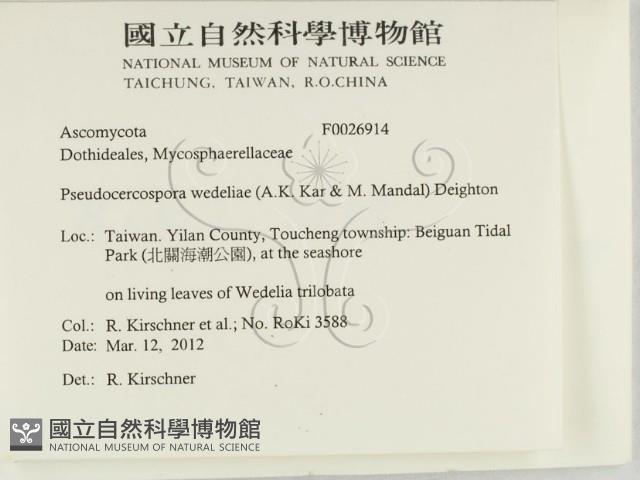 國立自然科學博物館
NATIONAL MUSEUM OF NATURAL SCIENCE
TAICHUNG, TAIWAN, R.O.CHINA
Ascomycota F0026914
Dothideales, Mycosphaerellaceae
Pseudocercospora wedeliae (A.K. Kar & M. Mandal) Deighton
Loc.: Taiwan. Yilan County, Toucheng township: Beiguan Tidal
Park (北關海潮公園), at the seashore
on living leaves of Wedelia trilobata
Col.: R. Kirschner et al.; No. RoKi 3588
Date: Mar. 12, 2012
Det.: R. Kirschner
國立自然科學博物館
NATIONAL MUSEUM OF NATURAL SCIENCE